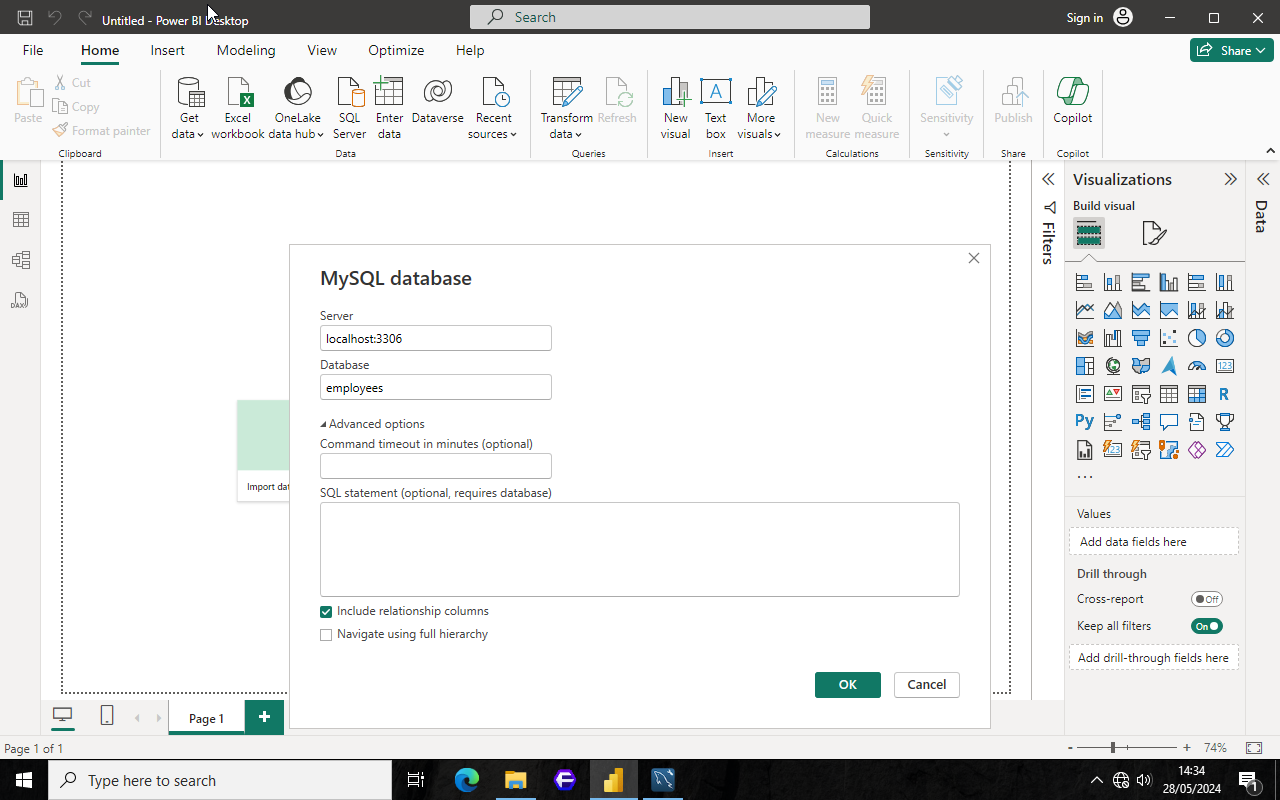 Untitled - Power BI Desktop
Search
Sign in
File
Home
Insert
Modeling
View
Optimize
Help
Share
Paste
Cut
Copy
Format painter
Clipboard
Get data
Excel workbook
OneLake data hub
SQL Server
Enter data
Dataverse
Recent sources
Data
Transform data
Refresh
Queries
New visual
Text box
More visuals
Insert
New measure
Quick measure
Calculations
Sensitivity
Sensitivity
Publish
Share
Copilot
Copilot
MySQL database
Server
localhost:3306
Database
employees
Advanced options
Command timeout in minutes (optional)
SQL statement (optional, requires database)
Include relationship columns
Navigate using full hierarchy
OK
Cancel
Import dat
Filters
Visualizations
Build visual
Values
Add data fields here
Drill through
Cross-report
Off
Keep all filters
On
Add drill-through fields here
Data
Page 1
Page 1 of 1
- + 74%
Type here to search
14:34
28/05/2024
1